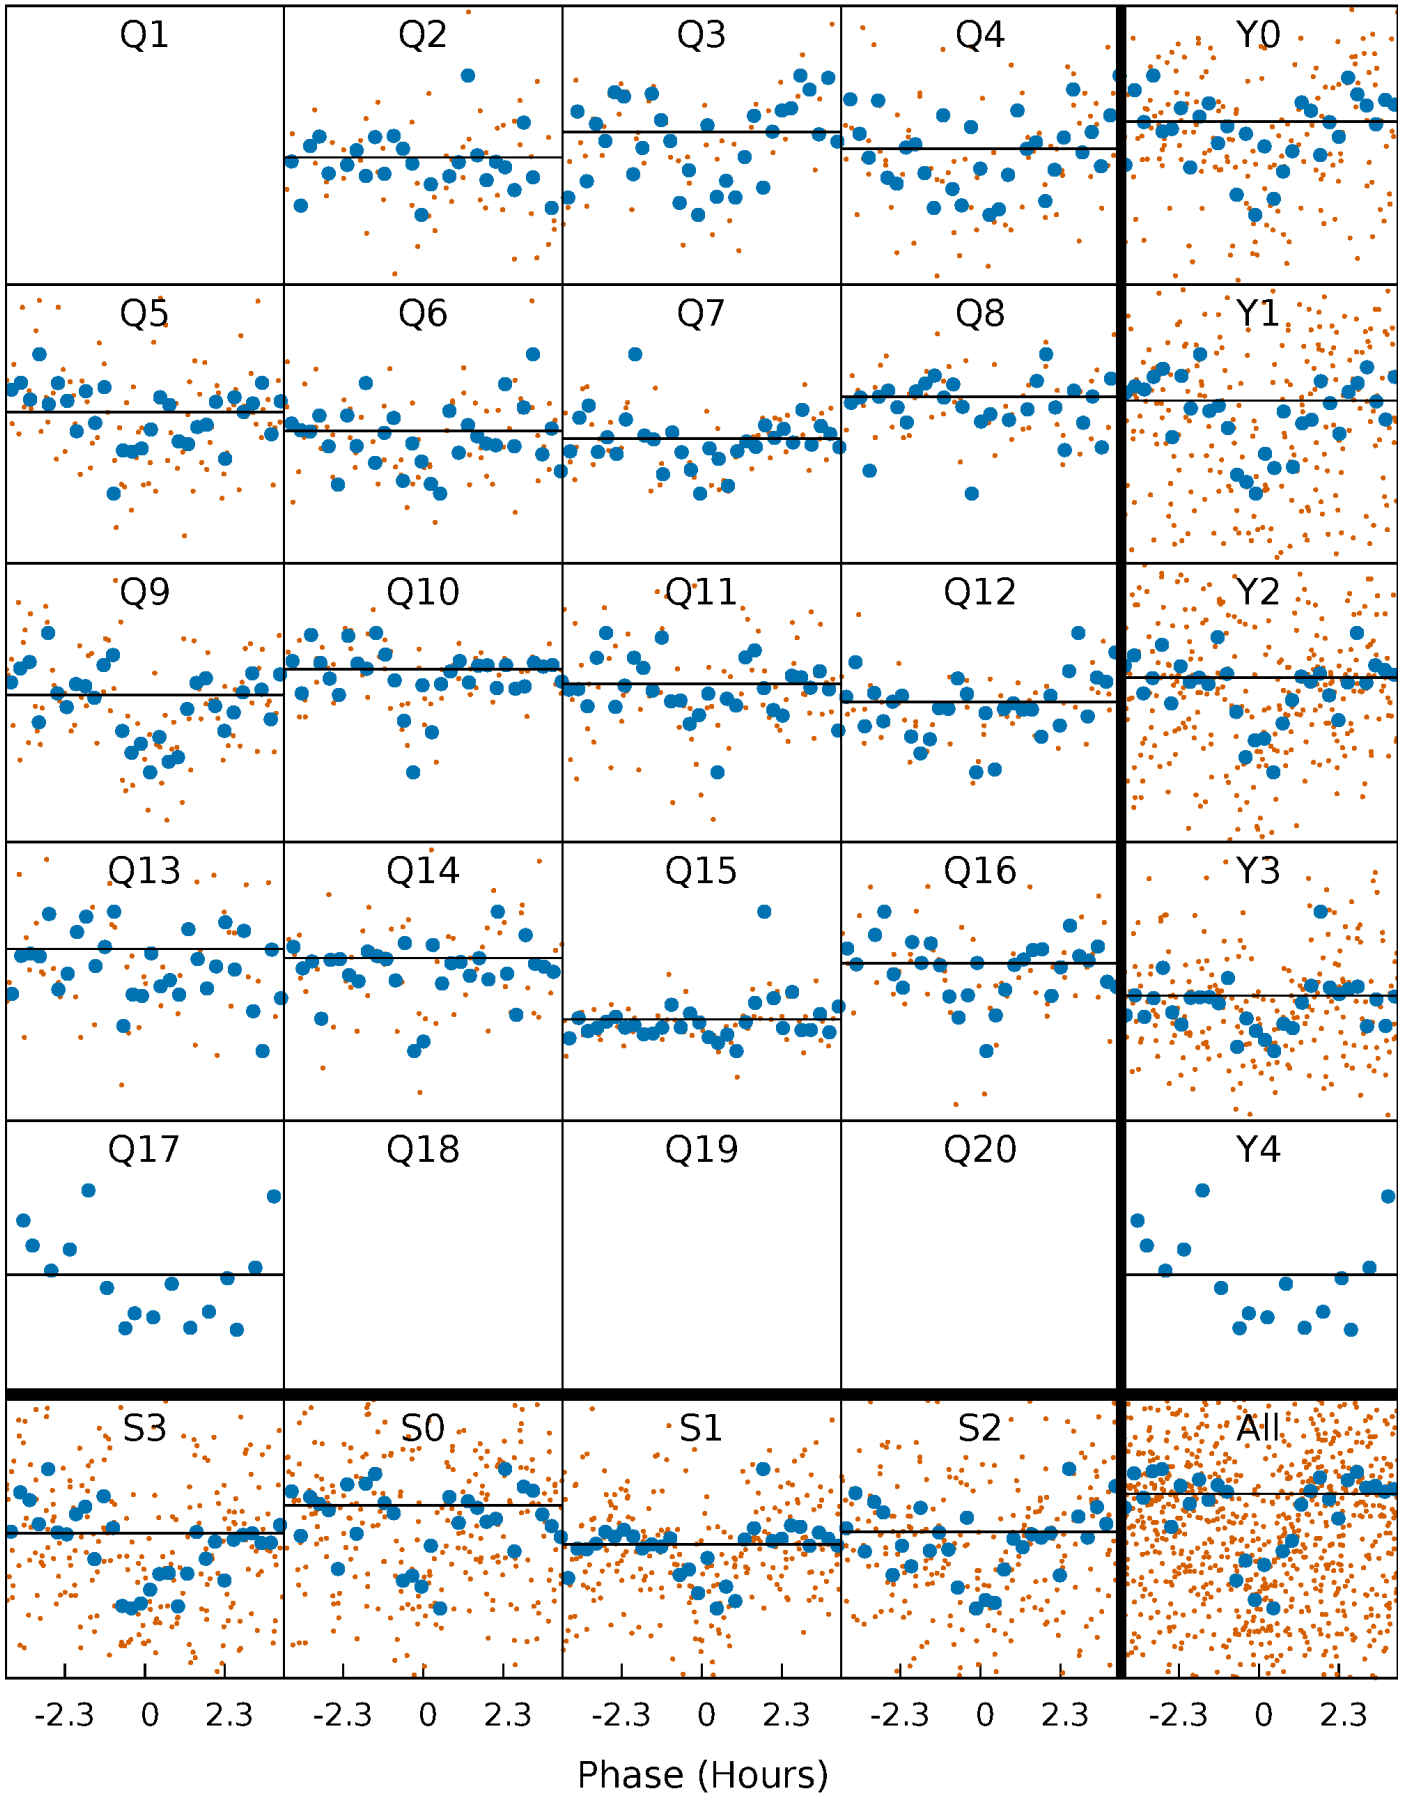 Q1 Q2 Q3 Q4 Y0
Q5 Q6 Q7 Q8 Y1
Q9 Q10 Q11 Q12 Y2
Q13 Q14 Q15 Q16 Y3
Q17 Q18 Q19 Q20 Y4
S3 S0 S1 S2 All
-2.3 0 2.3 -2.3 0 2.3 -2.3 0 2.3 -2.3 0 2.3 -2.3 0 2.3
Phase (Hours)